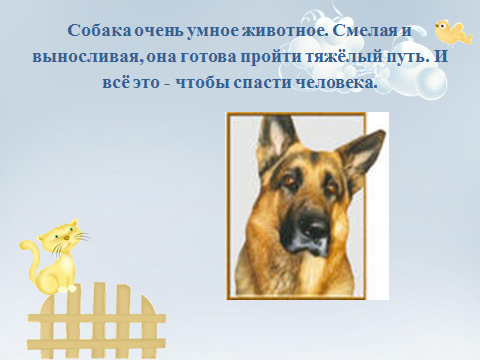 Собака очень умное животное. Смелая и
выносливая, она готова пройти тяжёлый путь. И
всё это - чтобы спасти человека.